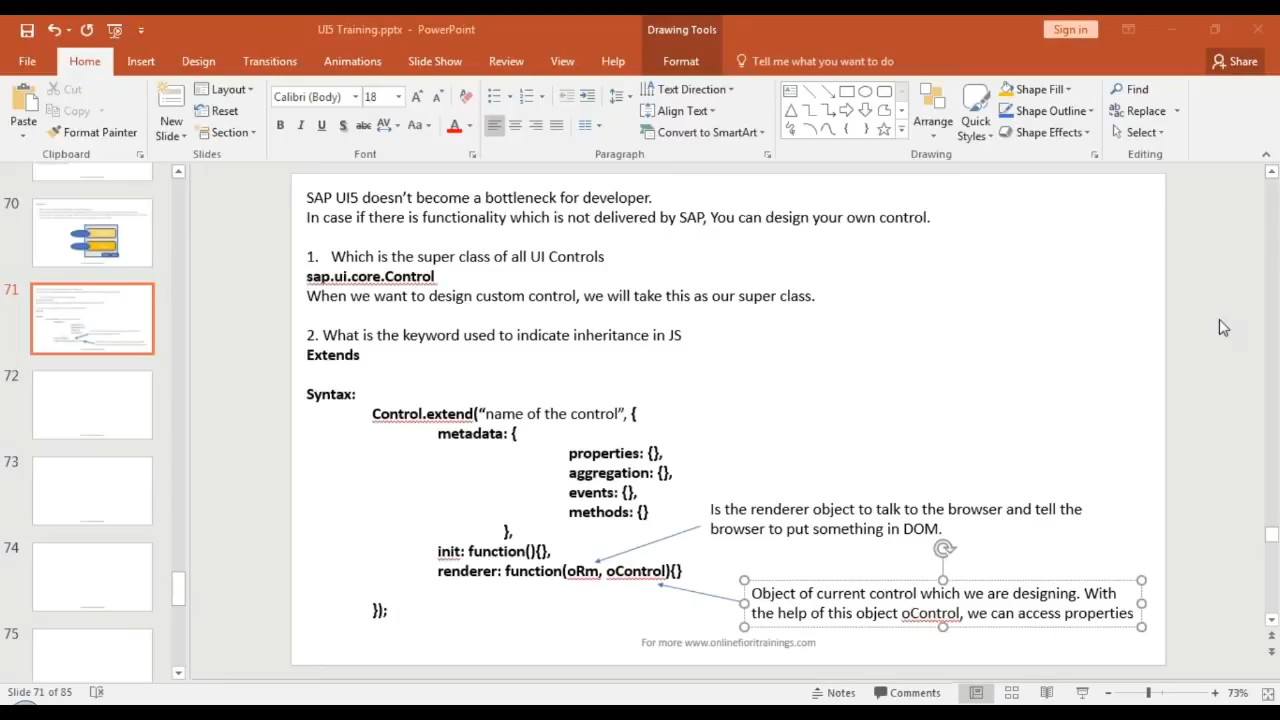 UI5 Training.pptx - PowerPoint
Drawing Tools
Sign in
File Home Insert Design Transitions Animations Slide Show Review View Help Format Tell me what you want to do Share
Paste
Cut
Copy
Format Painter
Clipboard
New Slide
Layout
Reset
Section
Slides
Calibri (Body) 18
B I U S abc AV Aa A
Font
Text Direction
Align Text
Convert to SmartArt
Paragraph
Arrange
Quick Styles
Shape Fill
Shape Outline
Shape Effects
Drawing
Find
Replace
Select
Editing
70
71
72
73
74
75
SAP UI5 doesn’t become a bottleneck for developer.
In case if there is functionality which is not delivered by SAP, You can design your own control.
1. Which is the super class of all UI Controls
sap.ui.core.Control
When we want to design custom control, we will take this as our super class.
2. What is the keyword used to indicate inheritance in JS
Extends
Syntax:
Control.extend(“name of the control”, {
metadata: {
properties: {},
aggregation: {},
events: {},
methods: {}
},
init: function(){},
renderer: function(oRm, oControl){}
});
Is the renderer object to talk to the browser and tell the
browser to put something in DOM.
Object of current control which we are designing. With
the help of this object oControl, we can access properties
For more www.onlinefioritrainings.com
Slide 71 of 85
Notes
Comments
73%